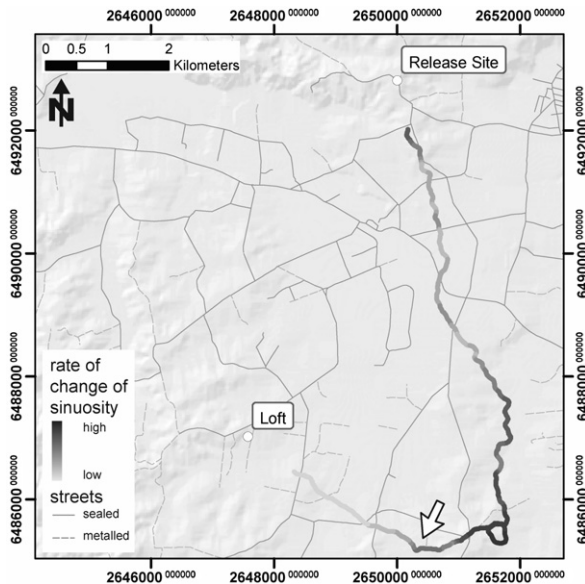 2646000 000000 2648000 000000 2650000 000000 2652000 000000
0 0.5 1 2
Kilometers
Release Site
N
6492000 000000
6492000 000000
6490000 000000
6490000 000000
6488000 000000
6488000 000000
6486000 000000
6486000 000000
rate of
change of
sinuosity
high
low
streets
sealed
metalled
Loft
2646000 000000 2648000 000000 2650000 000000 2652000 000000